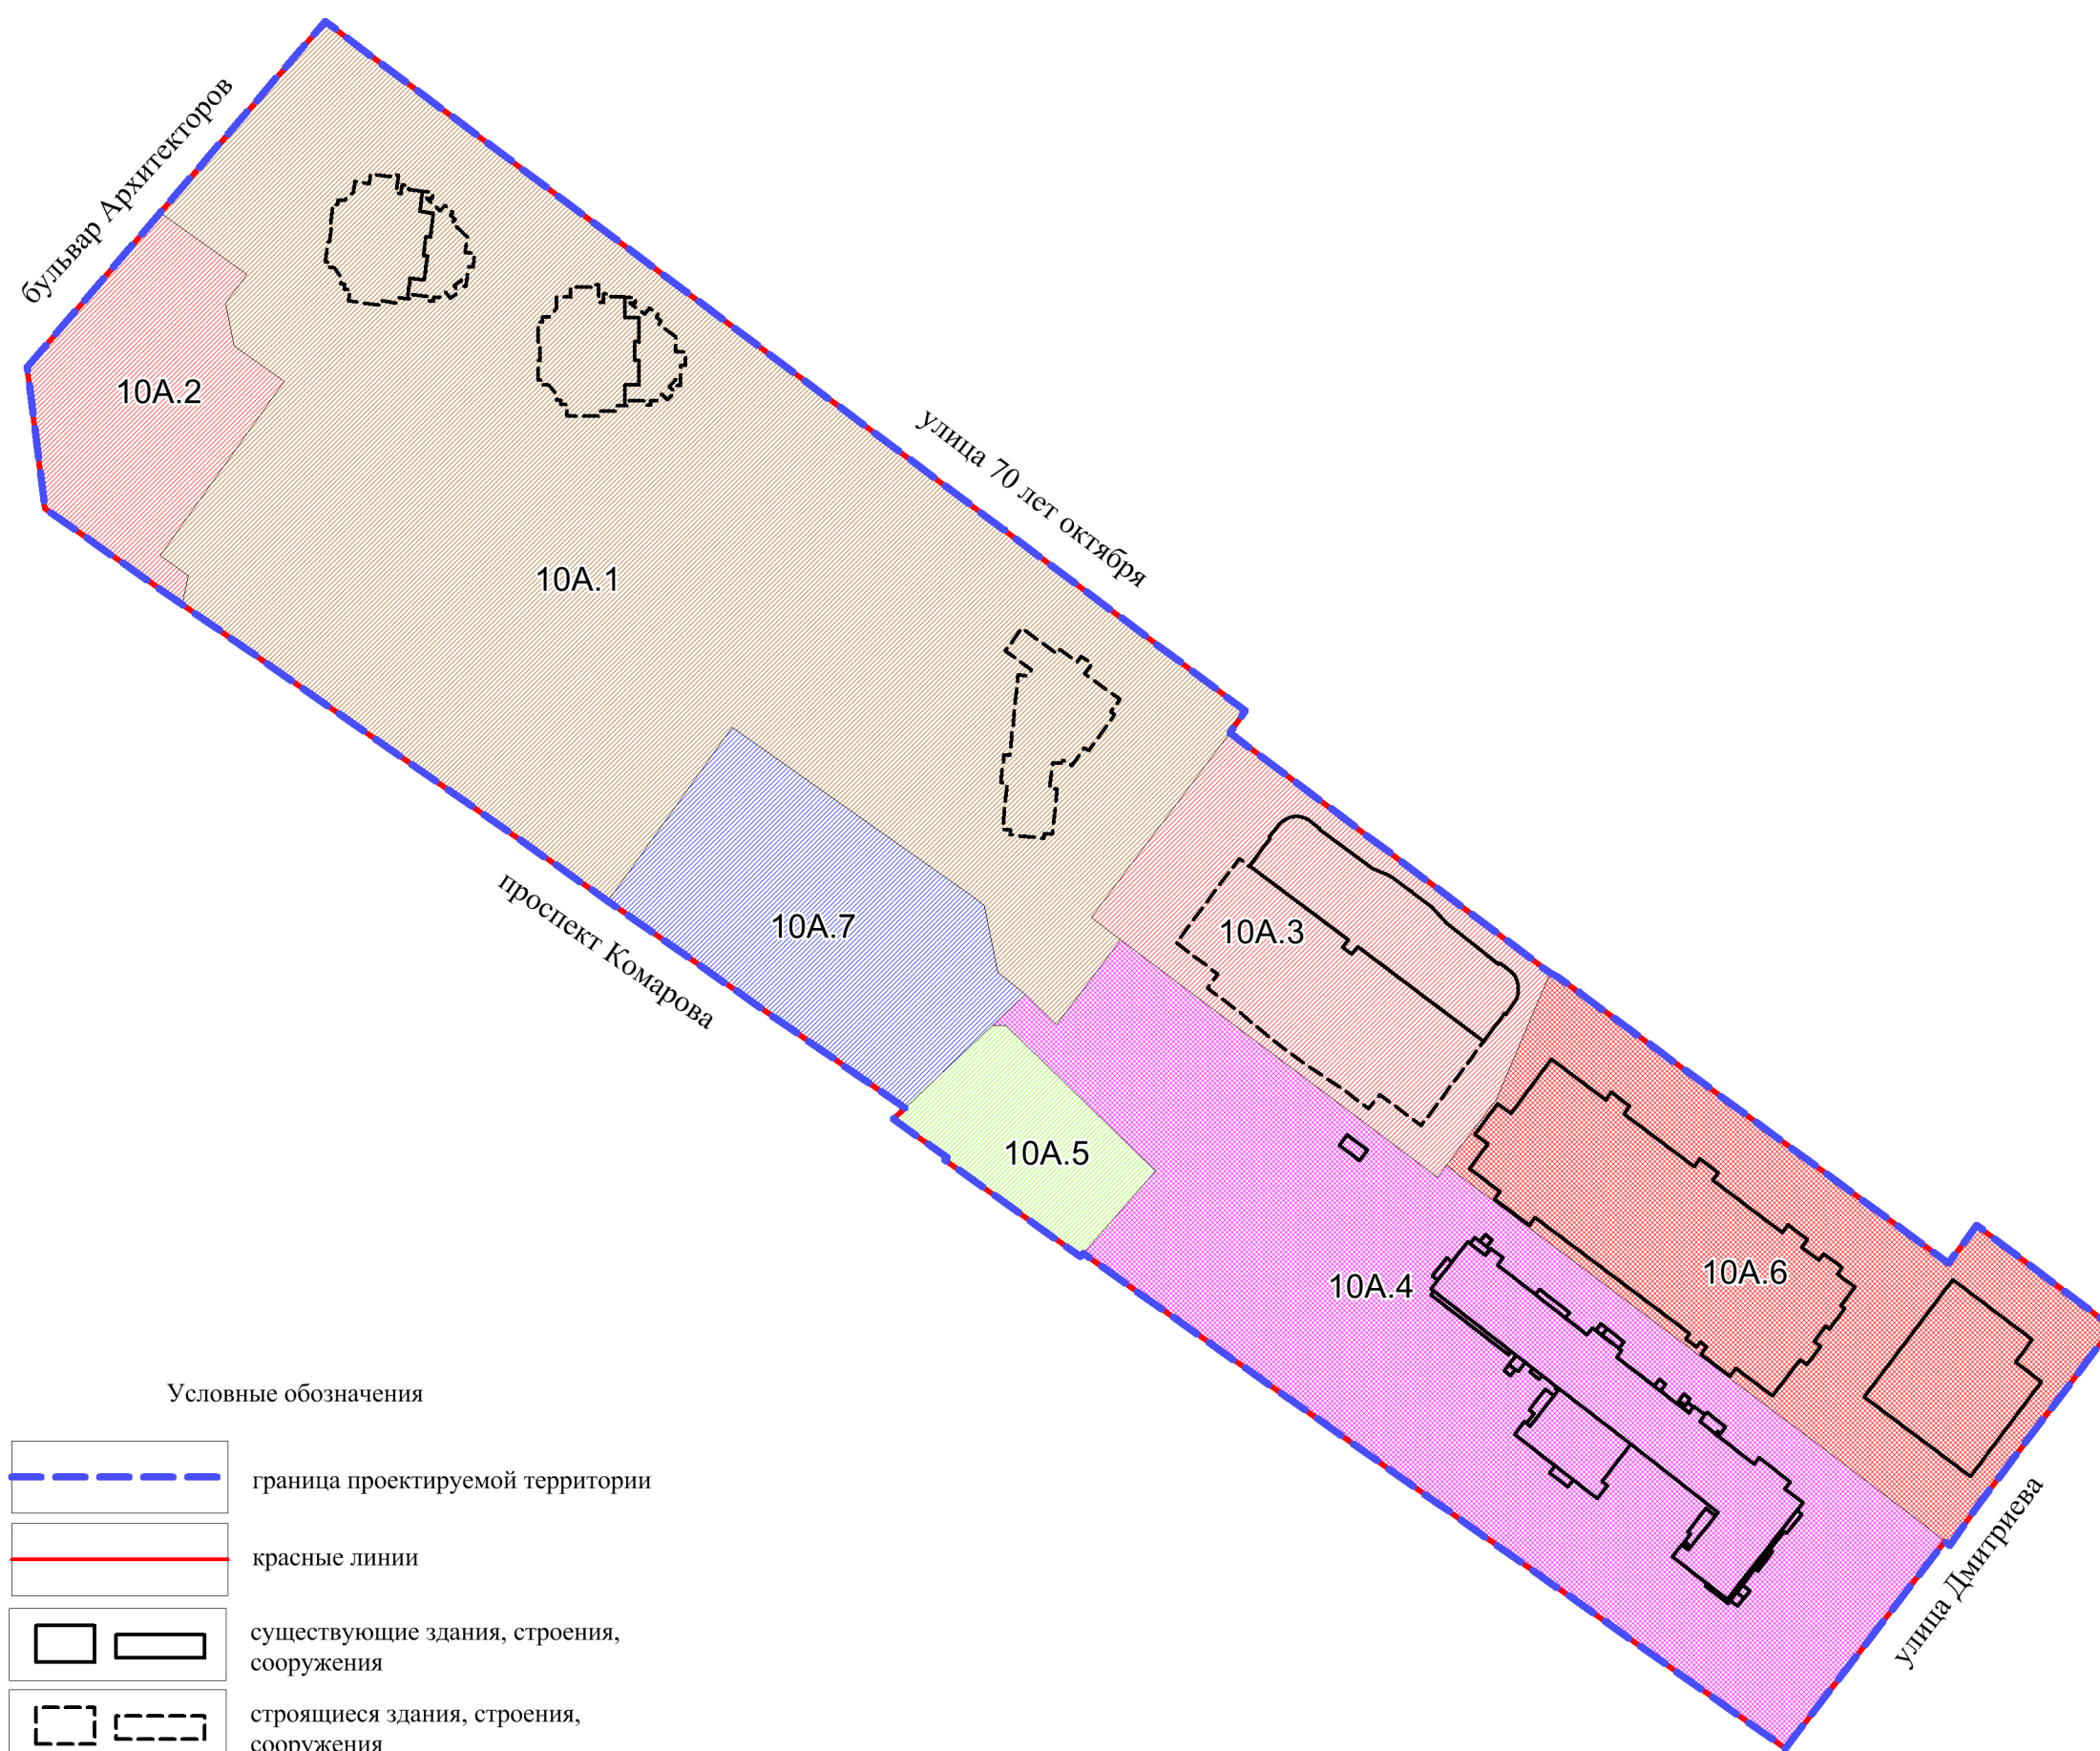 бульвар Архитекторов
10А.2
улица 70 лет октября
10А.1
10А.7
10А.3
проспект Комарова
10А.5
10А.4
10А.6
улица Дмитриева
Условные обозначения
граница проектируемой территории
красные линии
существующие здания, строения,
сооружения
строящиеся здания, строения,
сооружения